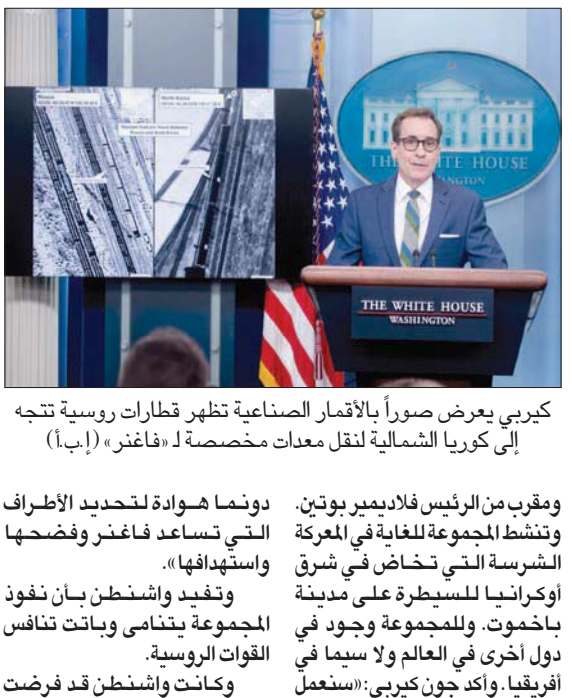 THE WHITE HOUSE
WASHINGTON
كيربي يعرض صوراً بالأقمار الصناعية تظهر قطارات روسية تتجه
إلى كوريا الشمالية لنقل معدات مخصصة لـ «فاغنر» (إ.ب.أ)
ومقرب من الرئيس فلاديمير بوتين.
وتنشط المجموعة للغاية في المعركة
الشرسة التي تخاض في شرق
أوكرانيا للسيطرة على مدينة
باخموت. وللمجموعة وجود في
دول أخرى في العالم ولا سيما في
أفريقيا. وأكد جون كيربي: «سنعمل
دونما هوادة لتحديد الأطراف
التي تساعد فاغنر وفضحها
واستهدافها».
وتفيد واشنطن بأن نفوذ
المجموعة يتنامى وباتت تنافس
القوات الروسية.
وكانت واشنطن قد فرضت